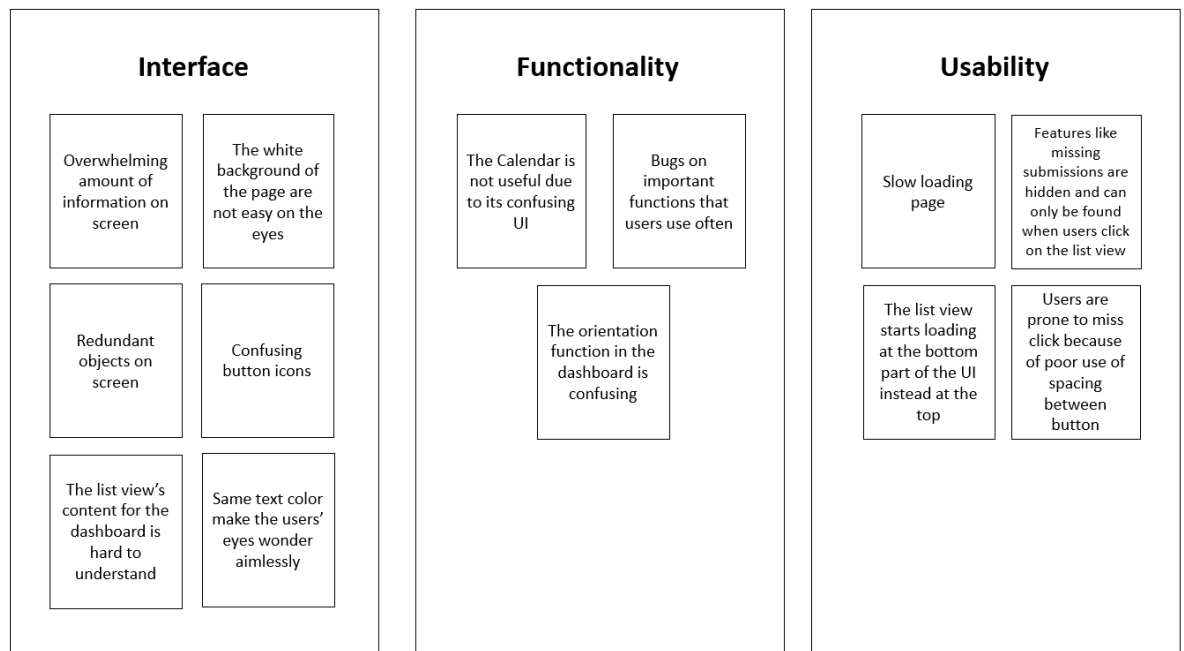 Interface
Overwhelming
amount of
information on
screen
The white
background of
the page are
not easy on the
eyes
Redundant
objects on
screen
Confusing
button icons
The list view’s
content for the
dashboard is
hard to
understand
Same text color
make the users’
eyes wonder
aimlessly
Functionality
The Calendar is
not useful due
to its confusing
UI
Bugs on
important
functions that
users use often
The orientation
function in the
dashboard is
confusing
Usability
Slow loading
page
Features like
missing
submissions are
hidden and can
only be found
when users click
on the list view
The list view
starts loading
at the bottom
part of the UI
instead at the
top
Users are
prone to miss
click because
of poor use of
spacing
between
button